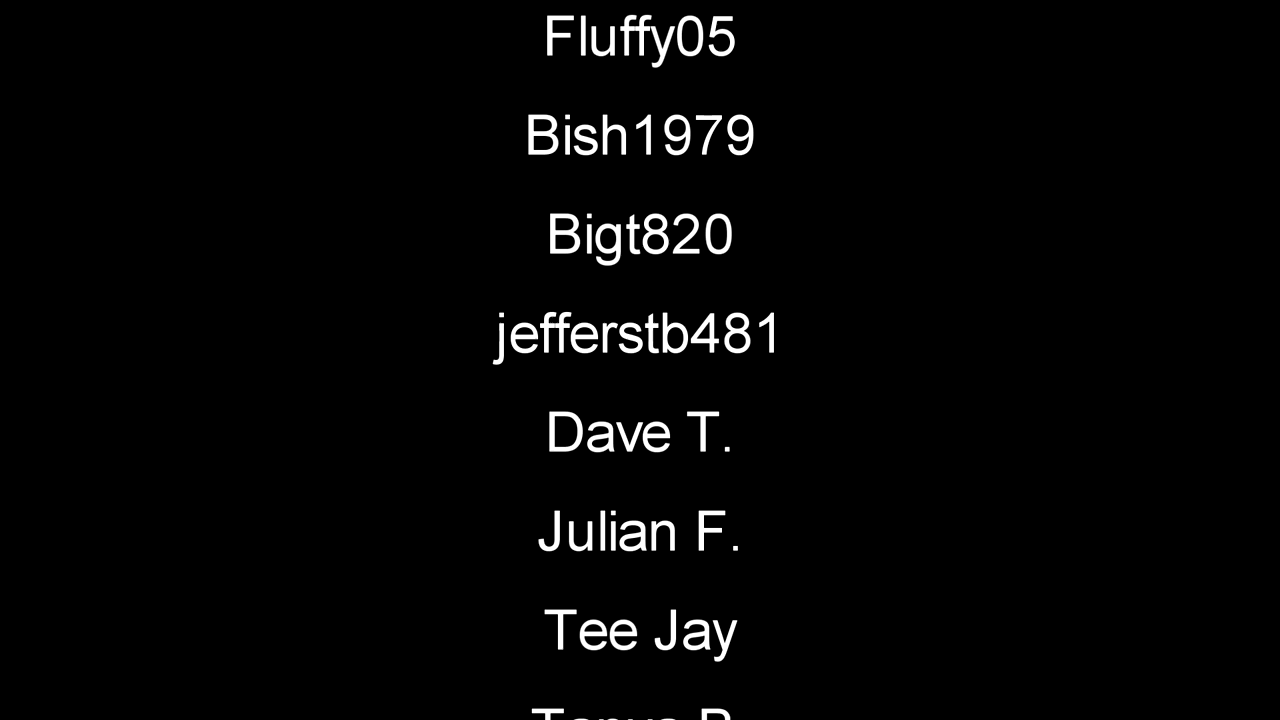 Fluffy05
Bish1979
Bigt820
jefferstb481
Dave T.
Julian F.
Tee Jay